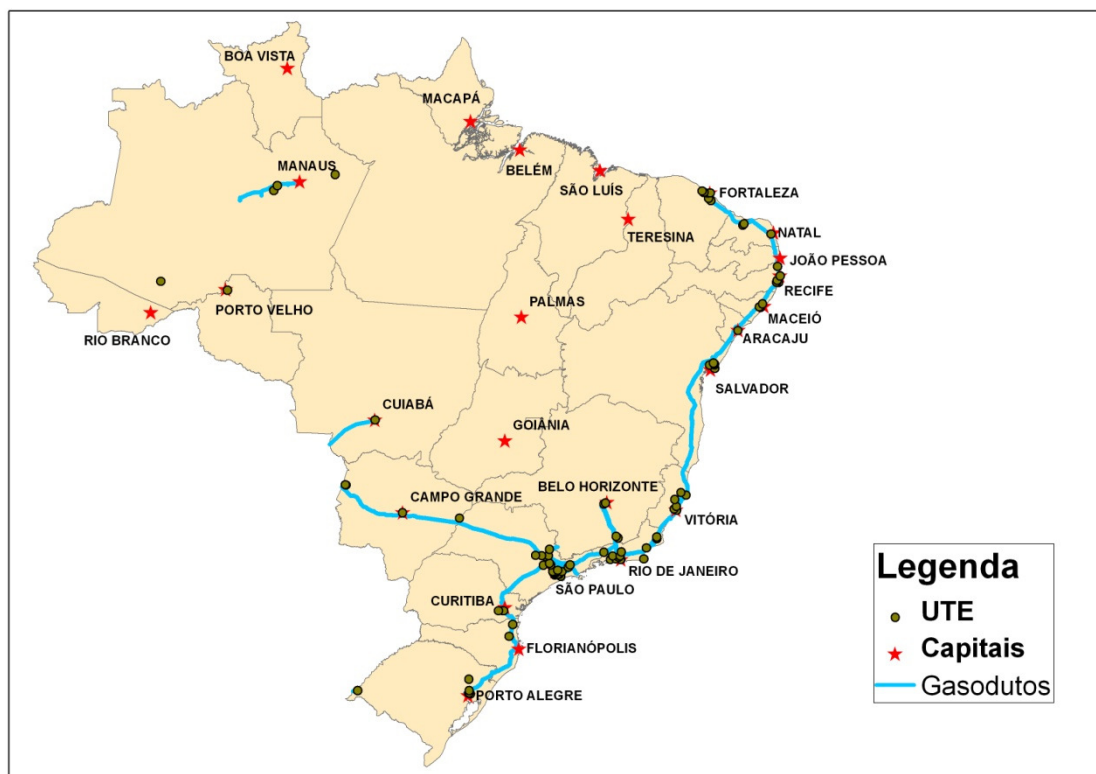 BOA VISTA
MACAPÁ
MANAUS
BELÉM
SÃO LUÍS
FORTALEZA
TERESINA
NATAL
JOÃO PESSOA
RECIFE
PORTO VELHO
PALMAS
MACEIÓ
RIO BRANCO
ARACAJU
SALVADOR
CUIABÁ
GOIÂNIA
BELO HORIZONTE
CAMPO GRANDE
VITÓRIA
RIO DE JANEIRO
SÃO PAULO
CURITIBA
FLORIANÓPOLIS
PORTO ALEGRE
Legenda
UTE
Capitais
Gasodutos